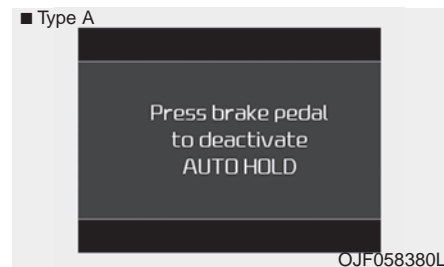 ■ Type A
Press brake pedal
to deactivate
AUTO HOLD
OJF058380L